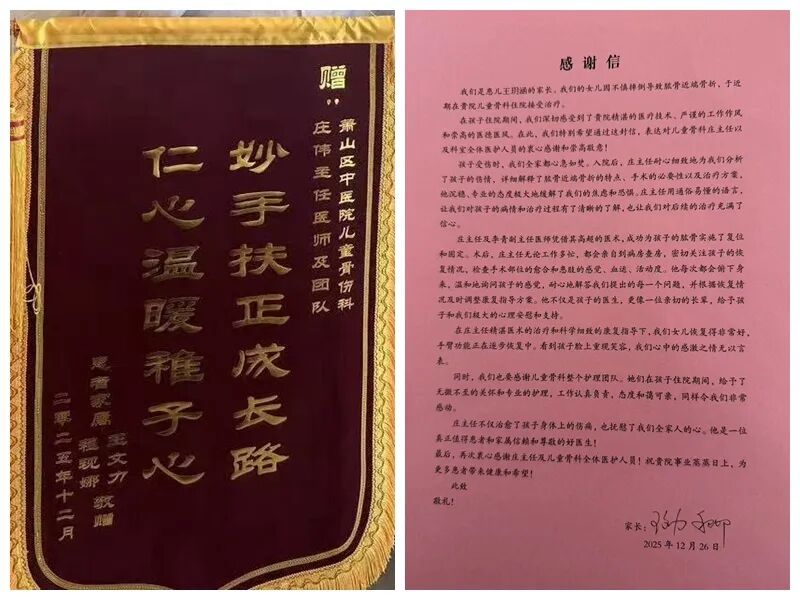 赠：
萧山区中医院儿童骨伤科
庄伟主任医师及团队
妙手扶正成长路
仁心温暖稚子心
患者家属 王文力
程砚娜 敬赠
二零二五年十二月
感谢信
我们是患儿王玥涵的家长。我们的女儿因不慎摔倒导致肱骨近端骨折，于近
期在贵院儿童骨科住院接受治疗。
在孩子住院期间，我们深切感受到了贵院精湛的医疗技术、严谨的工作作风
和崇高的医德医风。在此，我们特别希望通过这封信，表达对儿童骨科庄主任以
及科室全体医护人员的衷心感谢和崇高敬意！
孩子受伤时，我们全家都心急如焚。入院后，庄主任耐心细致地为我们分析
了孩子的伤情，详细解释了肱骨近端骨折的特点、手术的必要性以及治疗方案，
他沉稳、专业的态度极大地缓解了我们的焦虑和恐惧。庄主任用通俗易懂的语言，
让我们对孩子的病情和治疗过程有了清晰的了解，也让我们对后续的治疗充满了
信心。
庄主任及李青副主任医师凭借其高超的医术，成功为孩子的肱骨实施了复位
和固定。术后，庄主任无论工作多忙，都会亲自到病房查房，密切关注孩子的恢
复情况，检查手术部位的愈合和患肢的感觉、血运、活动度。他每次都会俯下身
来，温和地询问孩子的感觉，耐心地解答我们提出的每一个问题，并根据恢复情
况及时调整康复指导方案。他不仅是孩子的医生，更像一位亲切的长辈，给予孩
子和我们极大的心理安慰和支持。
在庄主任精湛医术的治疗和科学细致的康复指导下，我们女儿恢复得非常好，
手臂功能正在逐步恢复中。看到孩子脸上重现笑容，我们心中的感激之情无以言
表。
同时，我们也要感谢儿童骨科整个护理团队。她们在孩子住院期间，给予了
无微不至的关怀和专业的护理，工作认真负责，态度和蔼可亲，同样令我们非常
感动。
庄主任不仅治愈了孩子身体上的伤痛，也抚慰了我们全家人的心。他是一位
真正值得患者和家属信赖和尊敬的好医生！
最后，再次衷心感谢庄主任及儿童骨科全体医护人员！祝贵院事业蒸蒸日上，为
更多患者带来健康和希望！
此致
敬礼！
家长：
2025 年 12 月 26 日